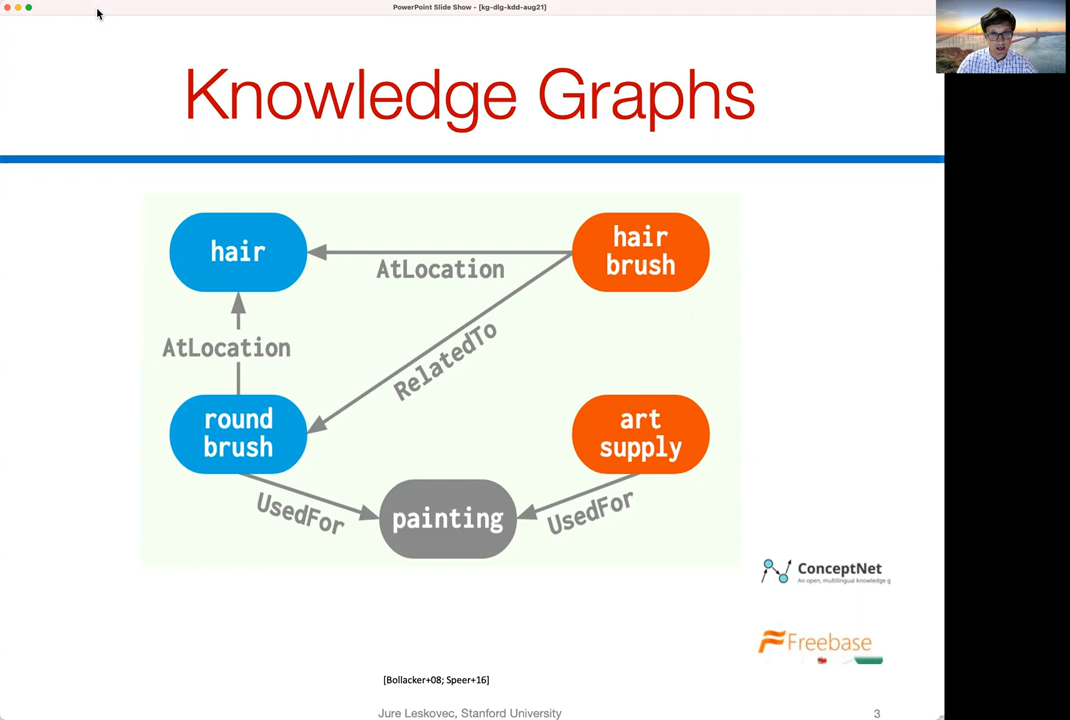 PowerPoint Slide Show - [kg-dlg-kdd-aug21]
Knowledge Graphs
hair
hair
brush
AtLocation
AtLocation
RelatedTo
round
brush
art
supply
UsedFor
painting
UsedFor
ConceptNet
An open, multilingual knowledge g
Freebase
[Bollacker+08; Speer+16]
Jure Leskovec, Stanford University
3